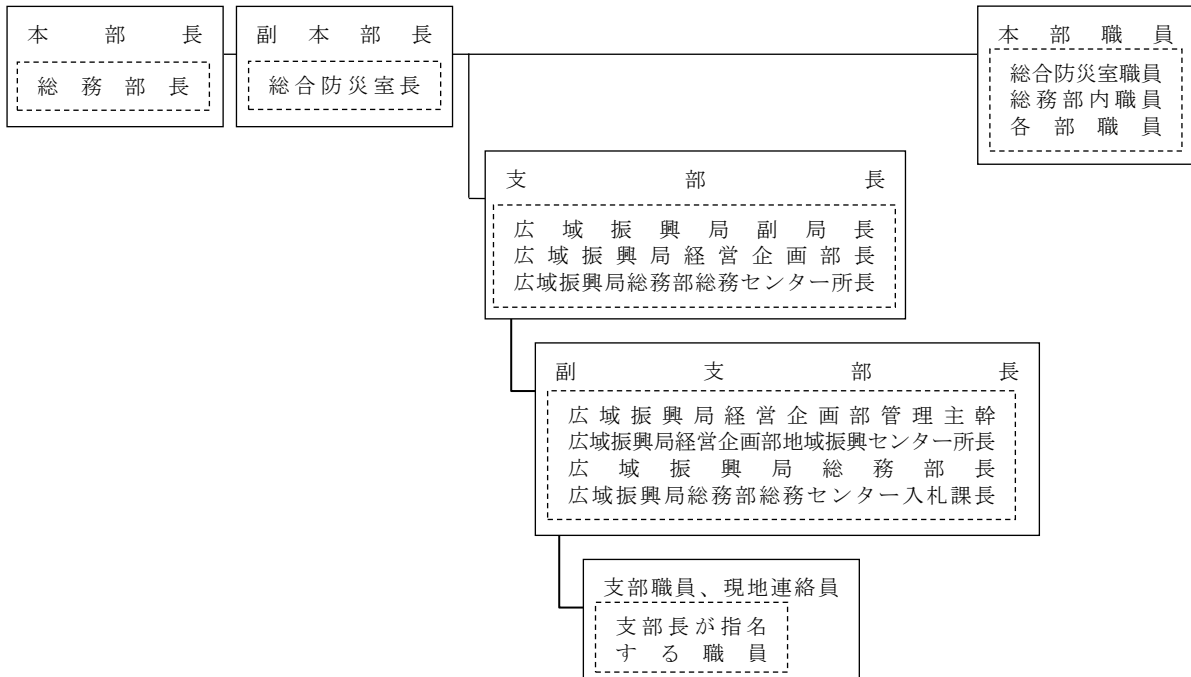 本部長
総務部長
副本部長
総合防災室長
本部職員
総合防災室職員
総務部内職員
各部職員
支部長
広域振興局副局長
広域振興局経営企画部長
広域振興局総務部総務センター所長
副支部長
広域振興局経営企画部管理主幹
広域振興局経営企画部地域振興センター所長
広域振興局総務部長
広域振興局総務部総務センター入札課長
支部職員、現地連絡員
支部長が指名
する職員